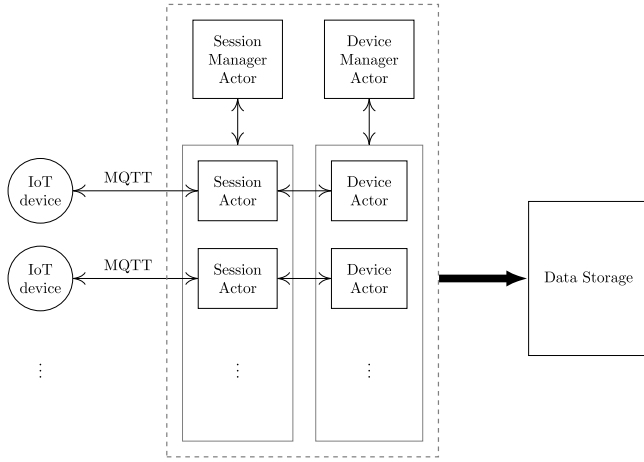 Session
Manager
Actor
Device
Manager
Actor
IoT
device
MQTT
Session
Actor
Device
Actor
IoT
device
MQTT
Session
Actor
Device
Actor
Data Storage
⋮
⋮
⋮